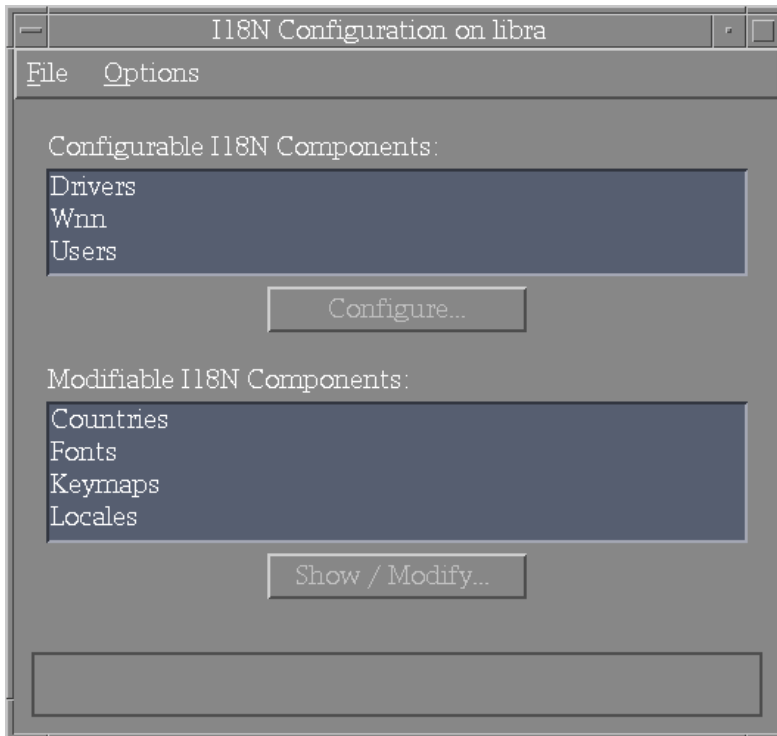 I18N Configuration on libra
File Options
Configurable I18N Components:
Drivers
Wnn
Users
Configure...
Modifiable I18N Components:
Countries
Fonts
Keymaps
Locales
Show / Modify...